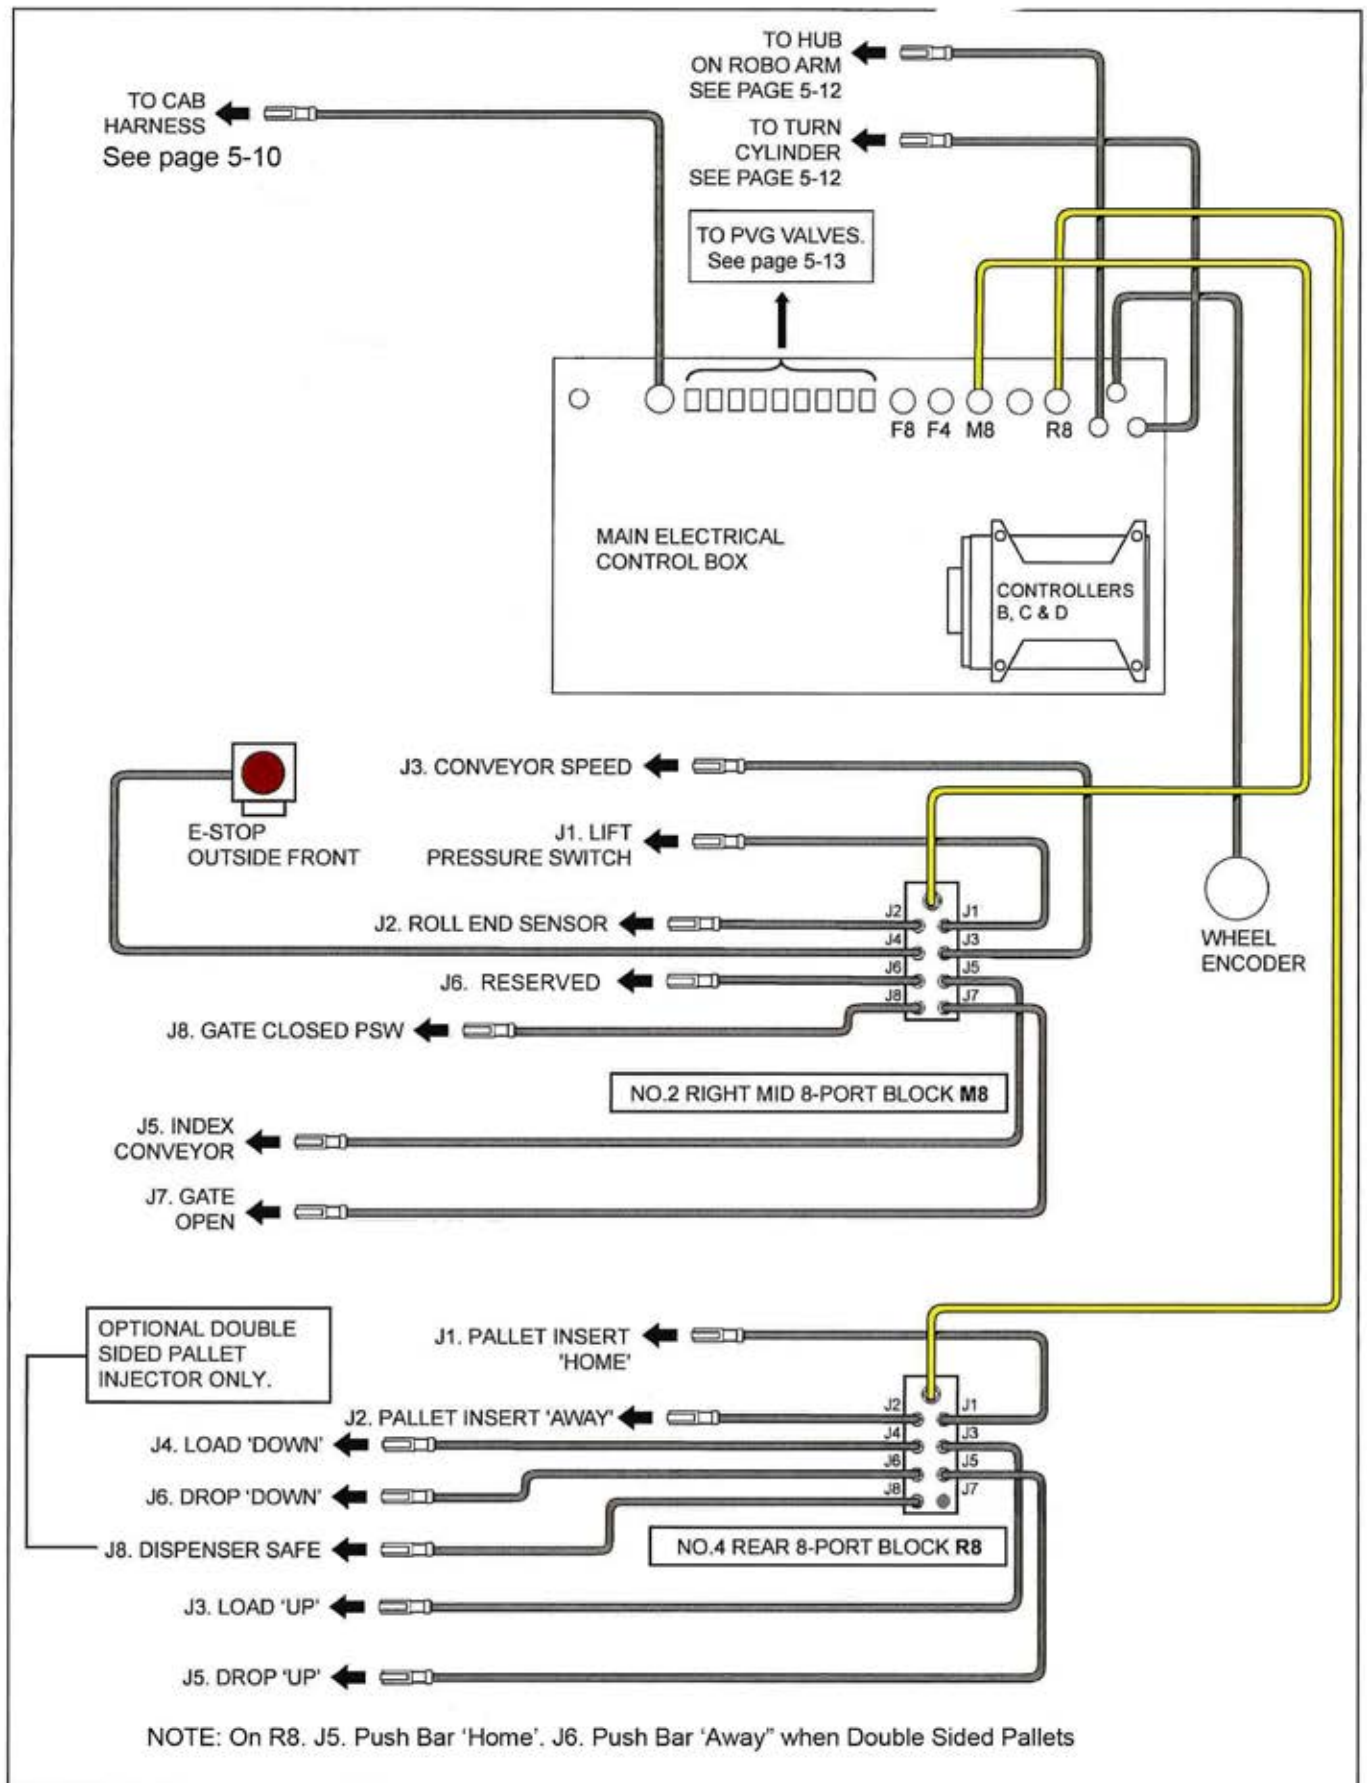 TO HUB
ON ROBO ARM
SEE PAGE 5-12
TO CAB
HARNESS
See page 5-10
TO TURN
CYLINDER
SEE PAGE 5-12
TO PVG VALVES.
See page 5-13
F8 F4 M8 R8
MAIN ELECTRICAL
CONTROL BOX
CONTROLLERS
B, C & D
J3. CONVEYOR SPEED
E-STOP
OUTSIDE FRONT
J1. LIFT
PRESSURE SWITCH
J2. ROLL END SENSOR
J2 J1
J4 J3
J6 J5
J8 J7
WHEEL
ENCODER
J6. RESERVED
J8. GATE CLOSED PSW
NO.2 RIGHT MID 8-PORT BLOCK M8
J5. INDEX
CONVEYOR
J7. GATE
OPEN
OPTIONAL DOUBLE
SIDED PALLET
INJECTOR ONLY.
J1. PALLET INSERT
'HOME'
J2. PALLET INSERT 'AWAY'
J2 J1
J4 J3
J6 J5
J8 J7
J4. LOAD 'DOWN'
J6. DROP 'DOWN'
J8. DISPENSER SAFE
NO.4 REAR 8-PORT BLOCK R8
J3. LOAD 'UP'
J5. DROP 'UP'
NOTE: On R8. J5. Push Bar 'Home'. J6. Push Bar 'Away" when Double Sided Pallets